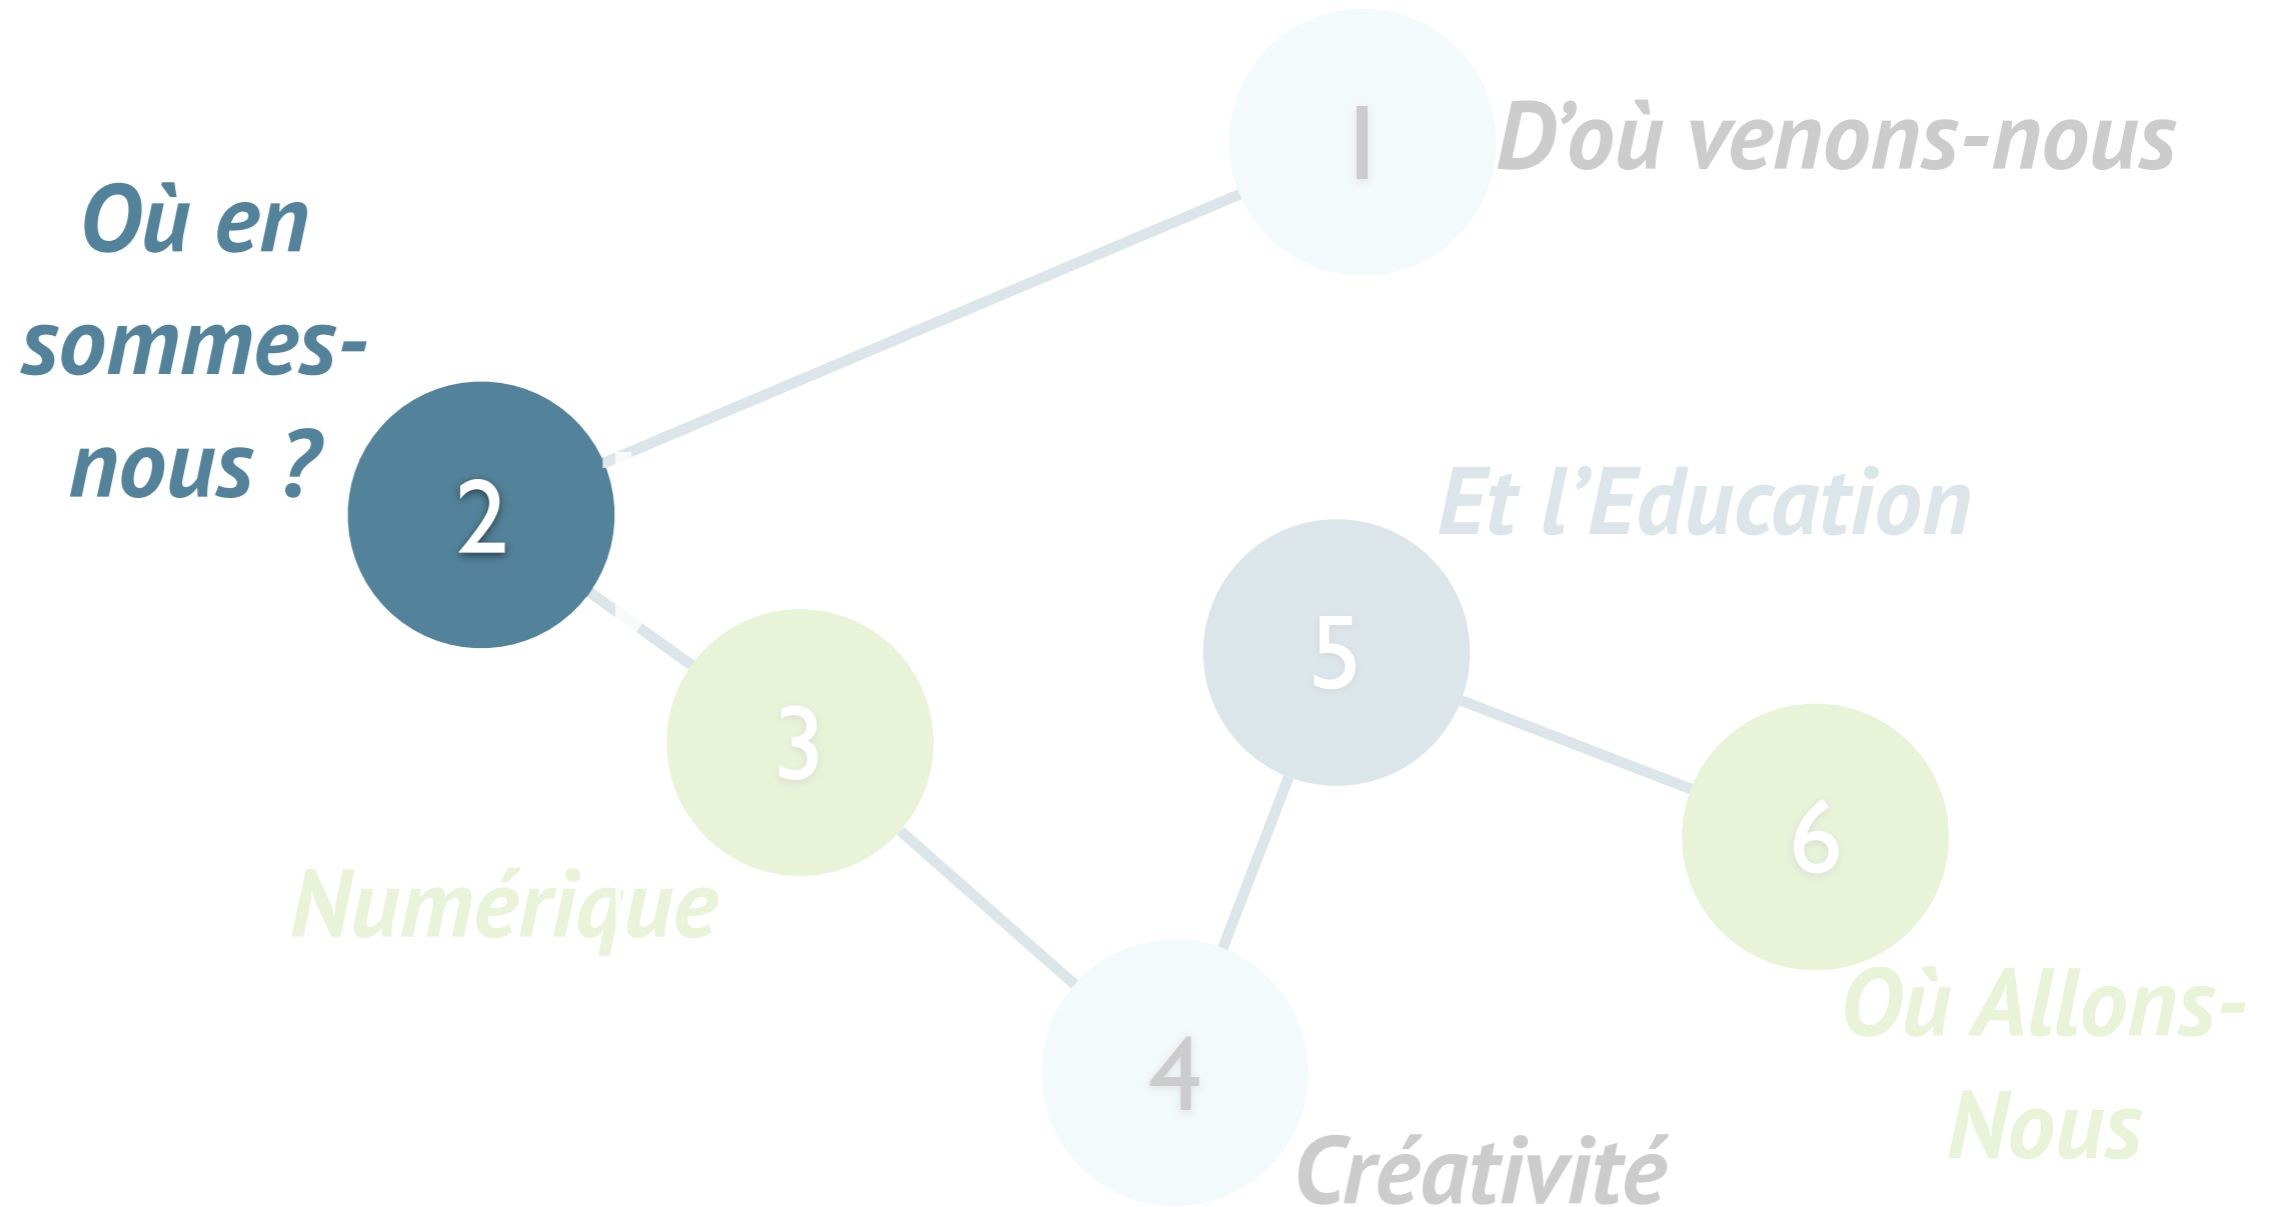 1
D’où venons-nous
Où en
sommes-
nous ?
2
3
Numérique
4
Créativité
5
Et l’Education
6
Où Allons-
Nous